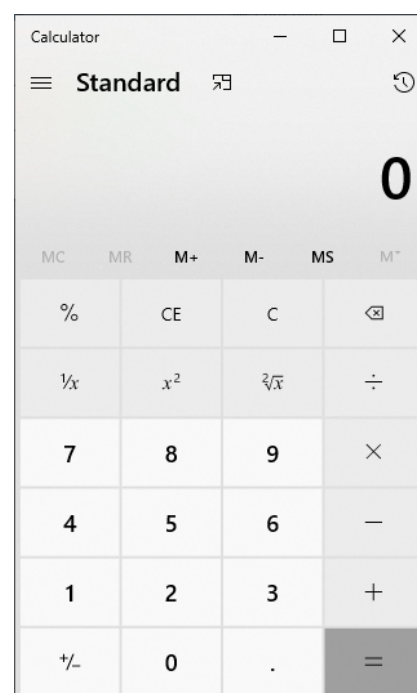 Calculator
Standard
0
MC MR M+ M- MS M˅
% CE C
¹/x x² ²√x ÷
7 8 9 ×
4 5 6 −
1 2 3 +
+/− 0 . =